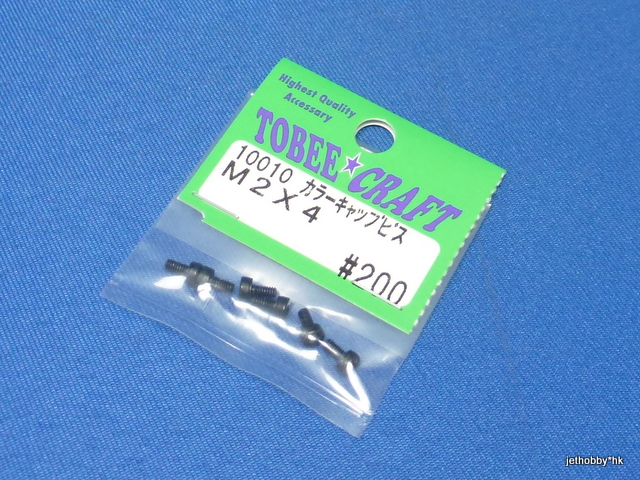 Highest Quality
Accessary
TOBEE★CRAFT
10010 カラーキャップビス
M2X4
#200
jethobby*hk